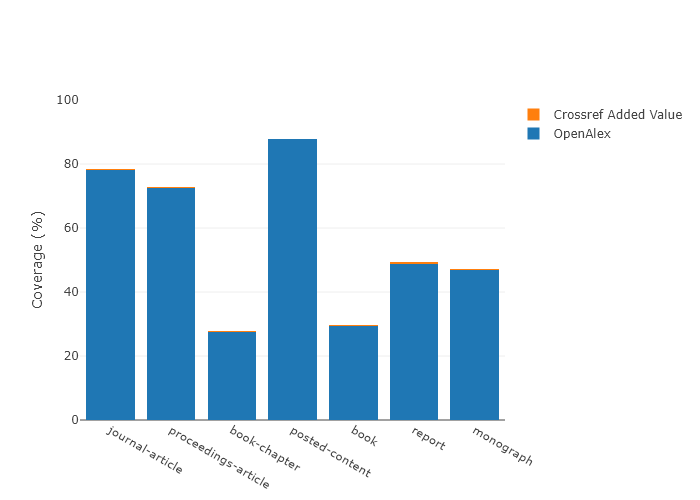 100
80
60
40
20
0
Coverage (%)
journal-article
proceedings-article
book-chapter
posted-content
book
report
monograph
Crossref Added Value
OpenAlex